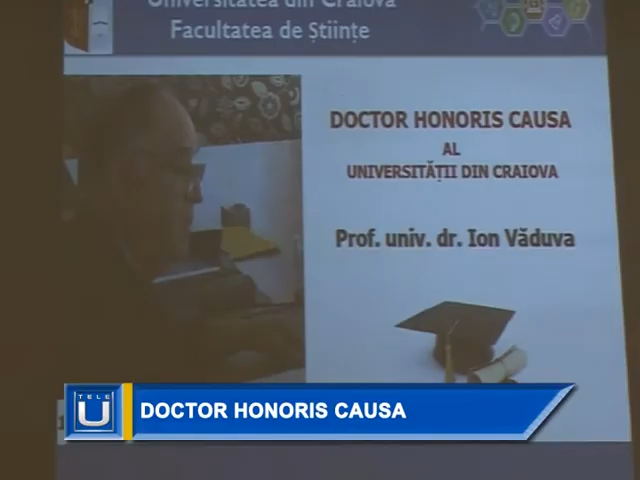 Universitatea din Craiova
Facultatea de Științe
DOCTOR HONORIS CAUSA
AL
UNIVERSITĂȚII DIN CRAIOVA
Prof. univ. dr. Ion Văduva
TELE
U
DOCTOR HONORIS CAUSA